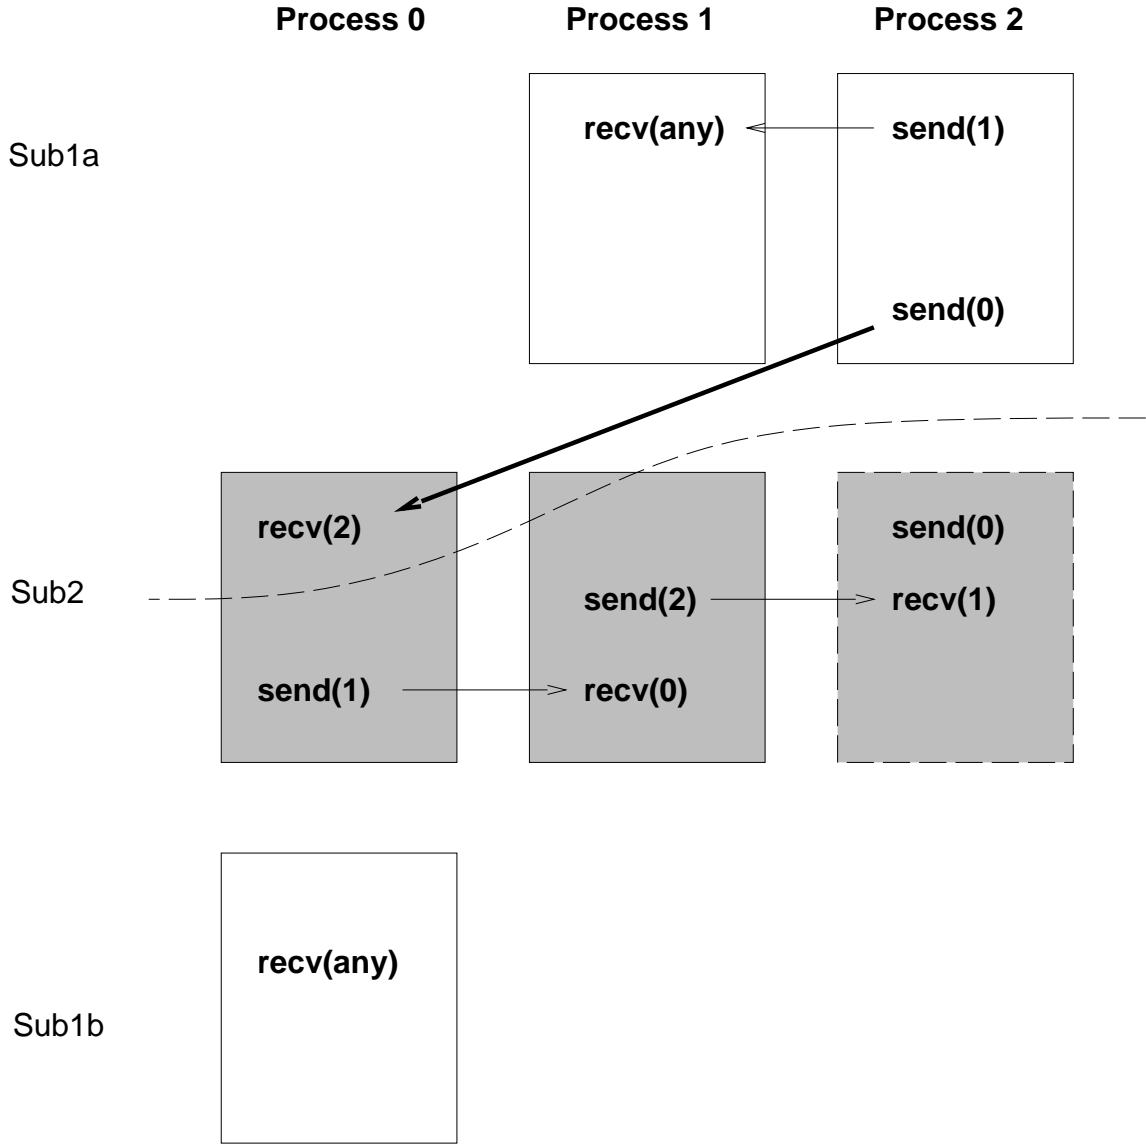 Process 0 Process 1 Process 2
Sub1a
recv(any) send(1)
send(0)
Sub2
recv(2) send(0)
send(2) recv(1)
send(1) recv(0)
recv(any)
Sub1b